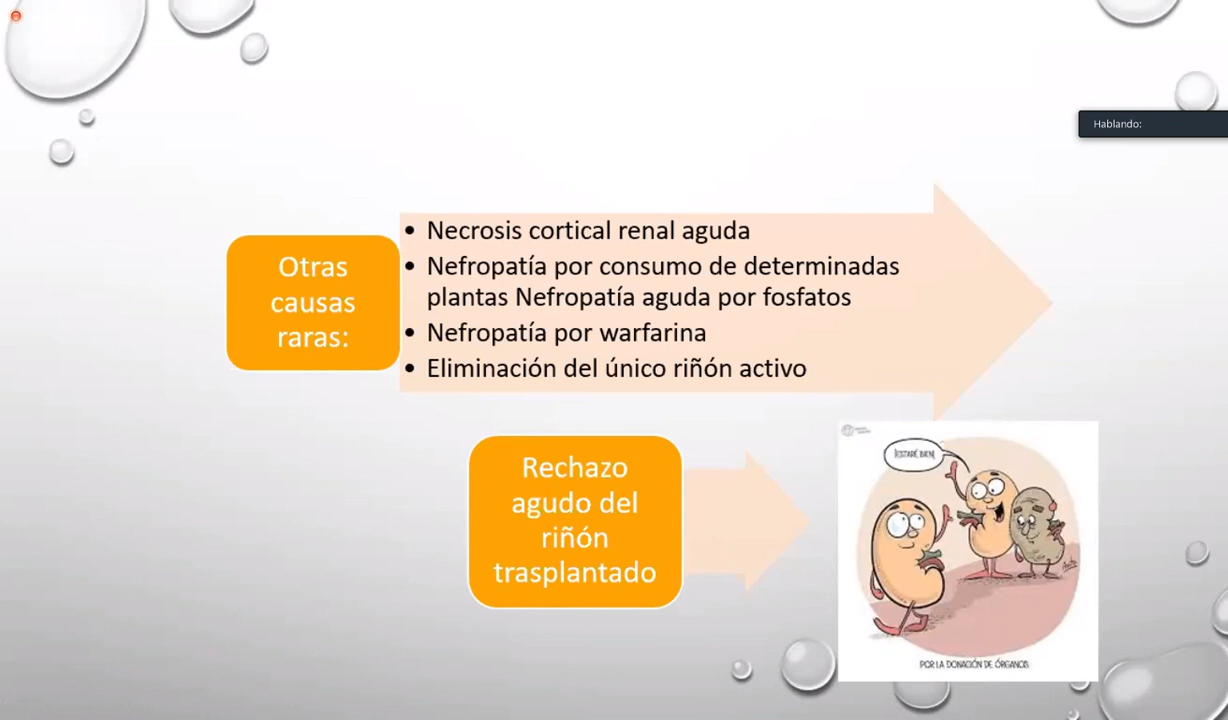 Hablando:
Otras
causas
raras:
• Necrosis cortical renal aguda
• Nefropatía por consumo de determinadas
plantas Nefropatía aguda por fosfatos
• Nefropatía por warfarina
• Eliminación del único riñón activo
Rechazo
agudo del
riñón
trasplantado
¡ESTARÉ BIEN!
POR LA DONACIÓN DE ÓRGANOS